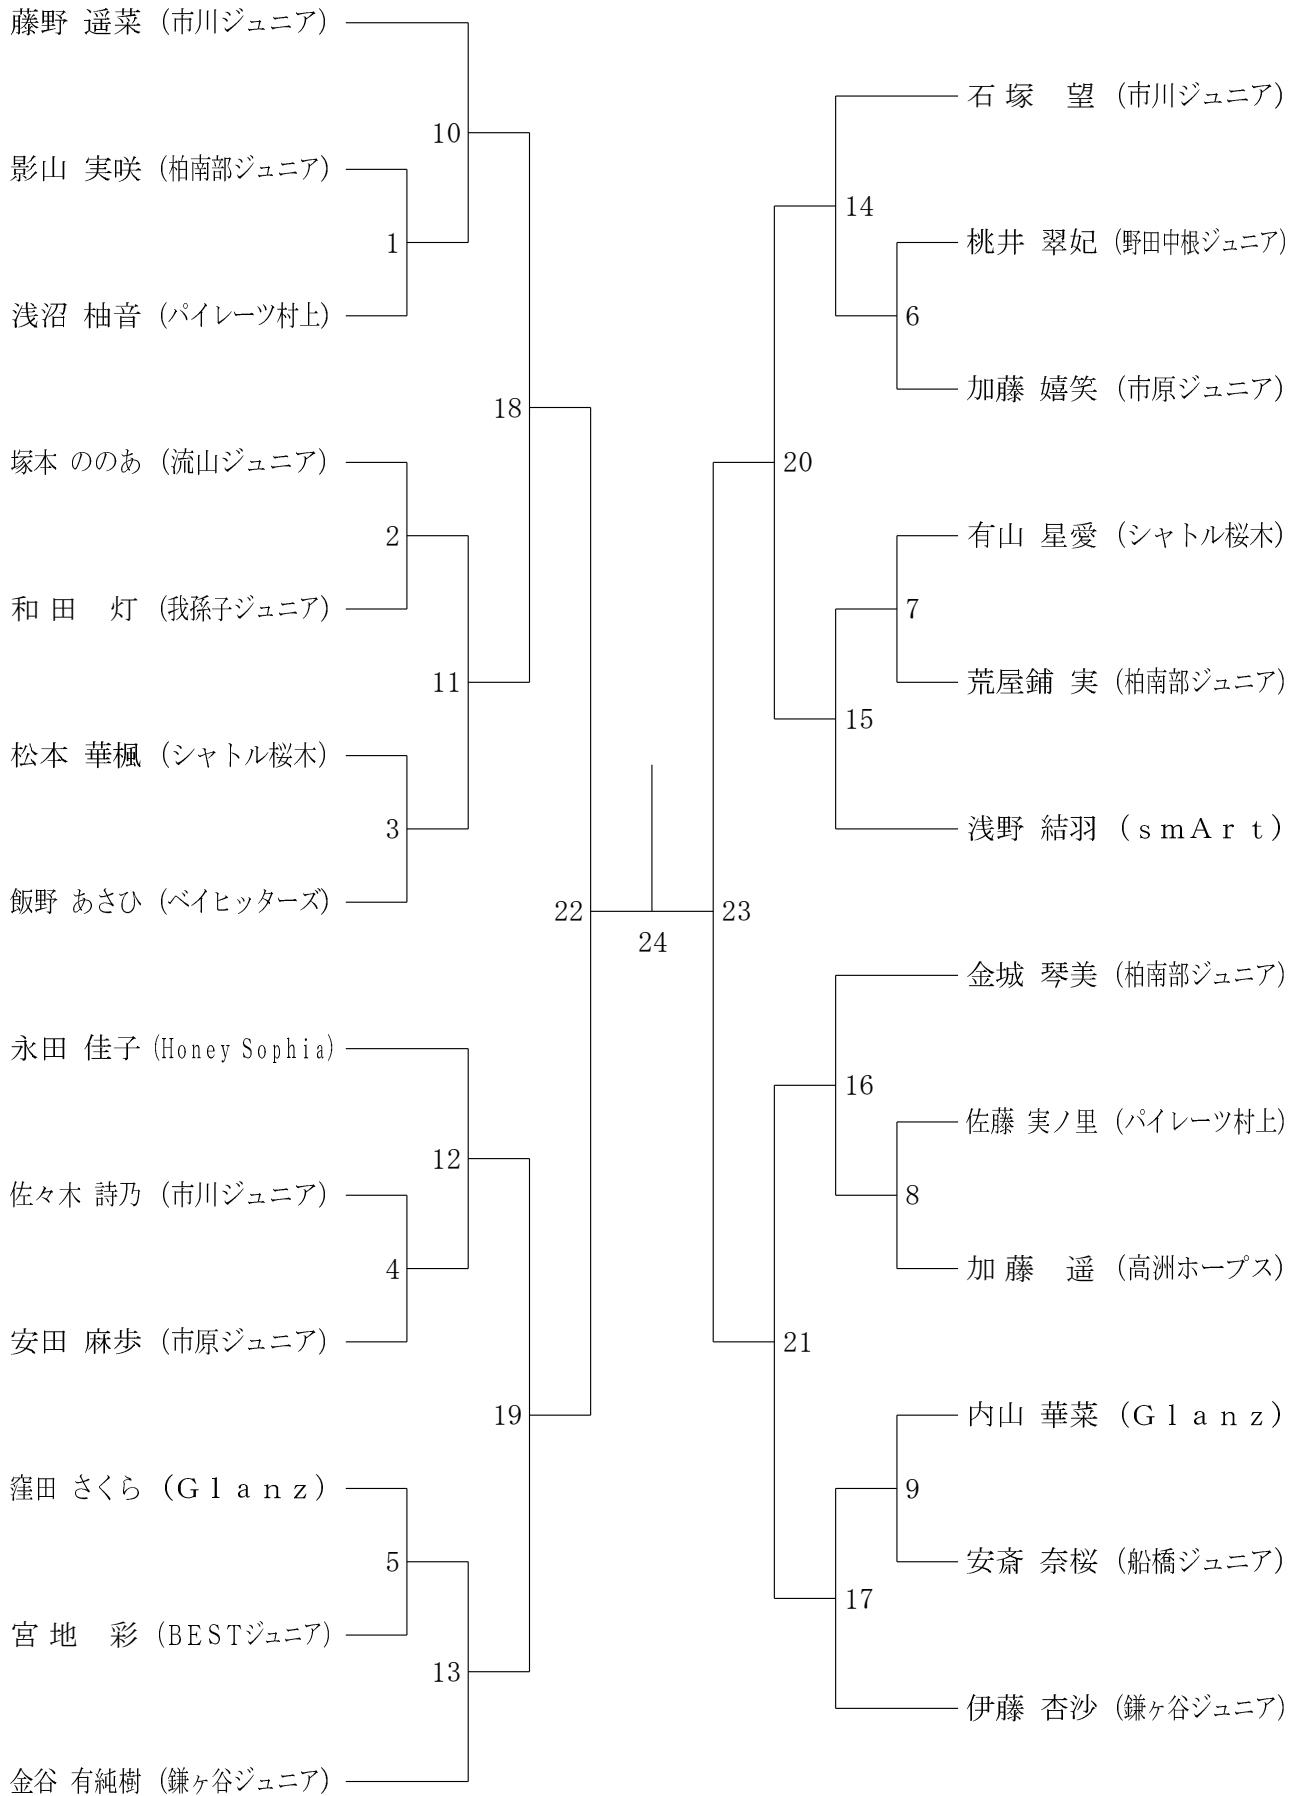 藤野 遥菜 (市川ジュニア)
影山 実咲 (柏南部ジュニア)
浅沼 柚音 (パイレーツ村上)
塚本 ののあ (流山ジュニア)
和田 灯 (我孫子ジュニア)
松本 華楓 (シャトル桜木)
飯野 あさひ (ベイヒッターズ)
永田 佳子 (Honey Sophia)
佐々木 詩乃 (市川ジュニア)
安田 麻歩 (市原ジュニア)
窪田 さくら (Ｇｌａｎｚ)
宮地 彩 (BESTジュニア)
金谷 有純樹 (鎌ヶ谷ジュニア)
10
1
18
2
11
3
22
12
4
19
5
13
24
14
6
20
7
15
23
16
8
21
9
17
石塚 望 (市川ジュニア)
桃井 翠妃 (野田中根ジュニア)
加藤 嬉笑 (市原ジュニア)
有山 星愛 (シャトル桜木)
荒屋鋪 実 (柏南部ジュニア)
浅野 結羽 (ｓｍＡｒｔ)
金城 琴美 (柏南部ジュニア)
佐藤 実ノ里 (パイレーツ村上)
加藤 遥 (高洲ホープス)
内山 華菜 (Ｇｌａｎｚ)
安斎 奈桜 (船橋ジュニア)
伊藤 杏沙 (鎌ヶ谷ジュニア)